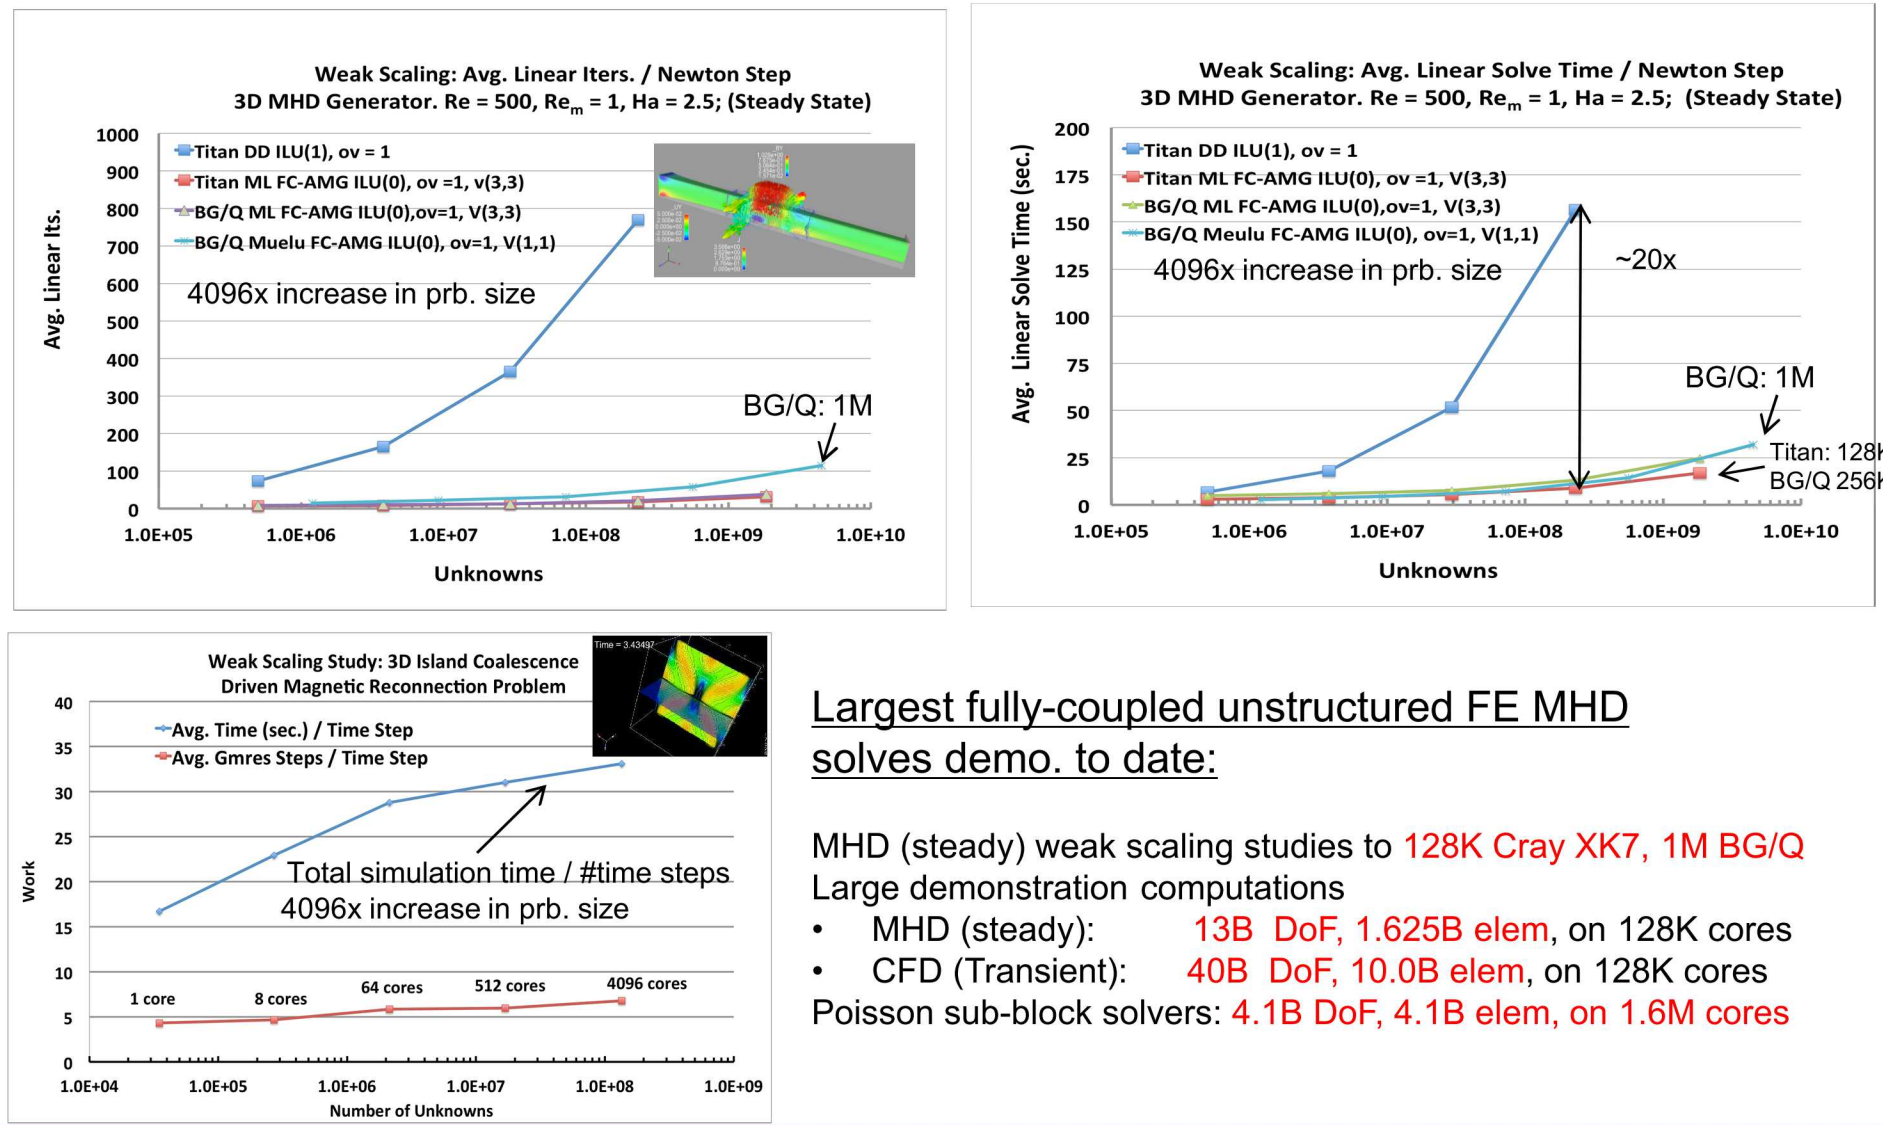 Weak Scaling: Avg. Linear Iters. / Newton Step
3D MHD Generator. Re = 500, Reₘ = 1, Ha = 2.5; (Steady State)
1000
900
800
700
600
500
400
300
200
100
0
Avg. Linear Its.
Titan DD ILU(1), ov = 1
Titan ML FC-AMG ILU(0), ov =1, v(3,3)
BG/Q ML FC-AMG ILU(0),ov=1, V(3,3)
BG/Q Muelu FC-AMG ILU(0), ov=1, V(1,1)
4096x increase in prb. size
BG/Q: 1M
1.0E+05 1.0E+06 1.0E+07 1.0E+08 1.0E+09 1.0E+10
Unknowns
Weak Scaling: Avg. Linear Solve Time / Newton Step
3D MHD Generator. Re = 500, Reₘ = 1, Ha = 2.5; (Steady State)
200
175
150
125
100
75
50
25
0
Avg. Linear Solve Time (sec.)
Titan DD ILU(1), ov = 1
Titan ML FC-AMG ILU(0), ov =1, V(3,3)
BG/Q ML FC-AMG ILU(0),ov=1, V(3,3)
BG/Q Meulu FC-AMG ILU(0), ov=1, V(1,1)
4096x increase in prb. size
~20x
BG/Q: 1M
Titan: 128K
BG/Q 256K
1.0E+05 1.0E+06 1.0E+07 1.0E+08 1.0E+09 1.0E+10
Unknowns
Weak Scaling Study: 3D Island Coalescence
Driven Magnetic Reconnection Problem
Time = 3.43497
40
35
30
25
20
15
10
5
0
Work
Avg. Time (sec.) / Time Step
Avg. Gmres Steps / Time Step
Total simulation time / #time steps
4096x increase in prb. size
1 core 8 cores 64 cores 512 cores 4096 cores
1.0E+04 1.0E+05 1.0E+06 1.0E+07 1.0E+08 1.0E+09
Number of Unknowns
Largest fully-coupled unstructured FE MHD
solves demo. to date:
MHD (steady) weak scaling studies to 128K Cray XK7, 1M BG/Q
Large demonstration computations
• MHD (steady): 13B DoF, 1.625B elem, on 128K cores
• CFD (Transient): 40B DoF, 10.0B elem, on 128K cores
Poisson sub-block solvers: 4.1B DoF, 4.1B elem, on 1.6M cores